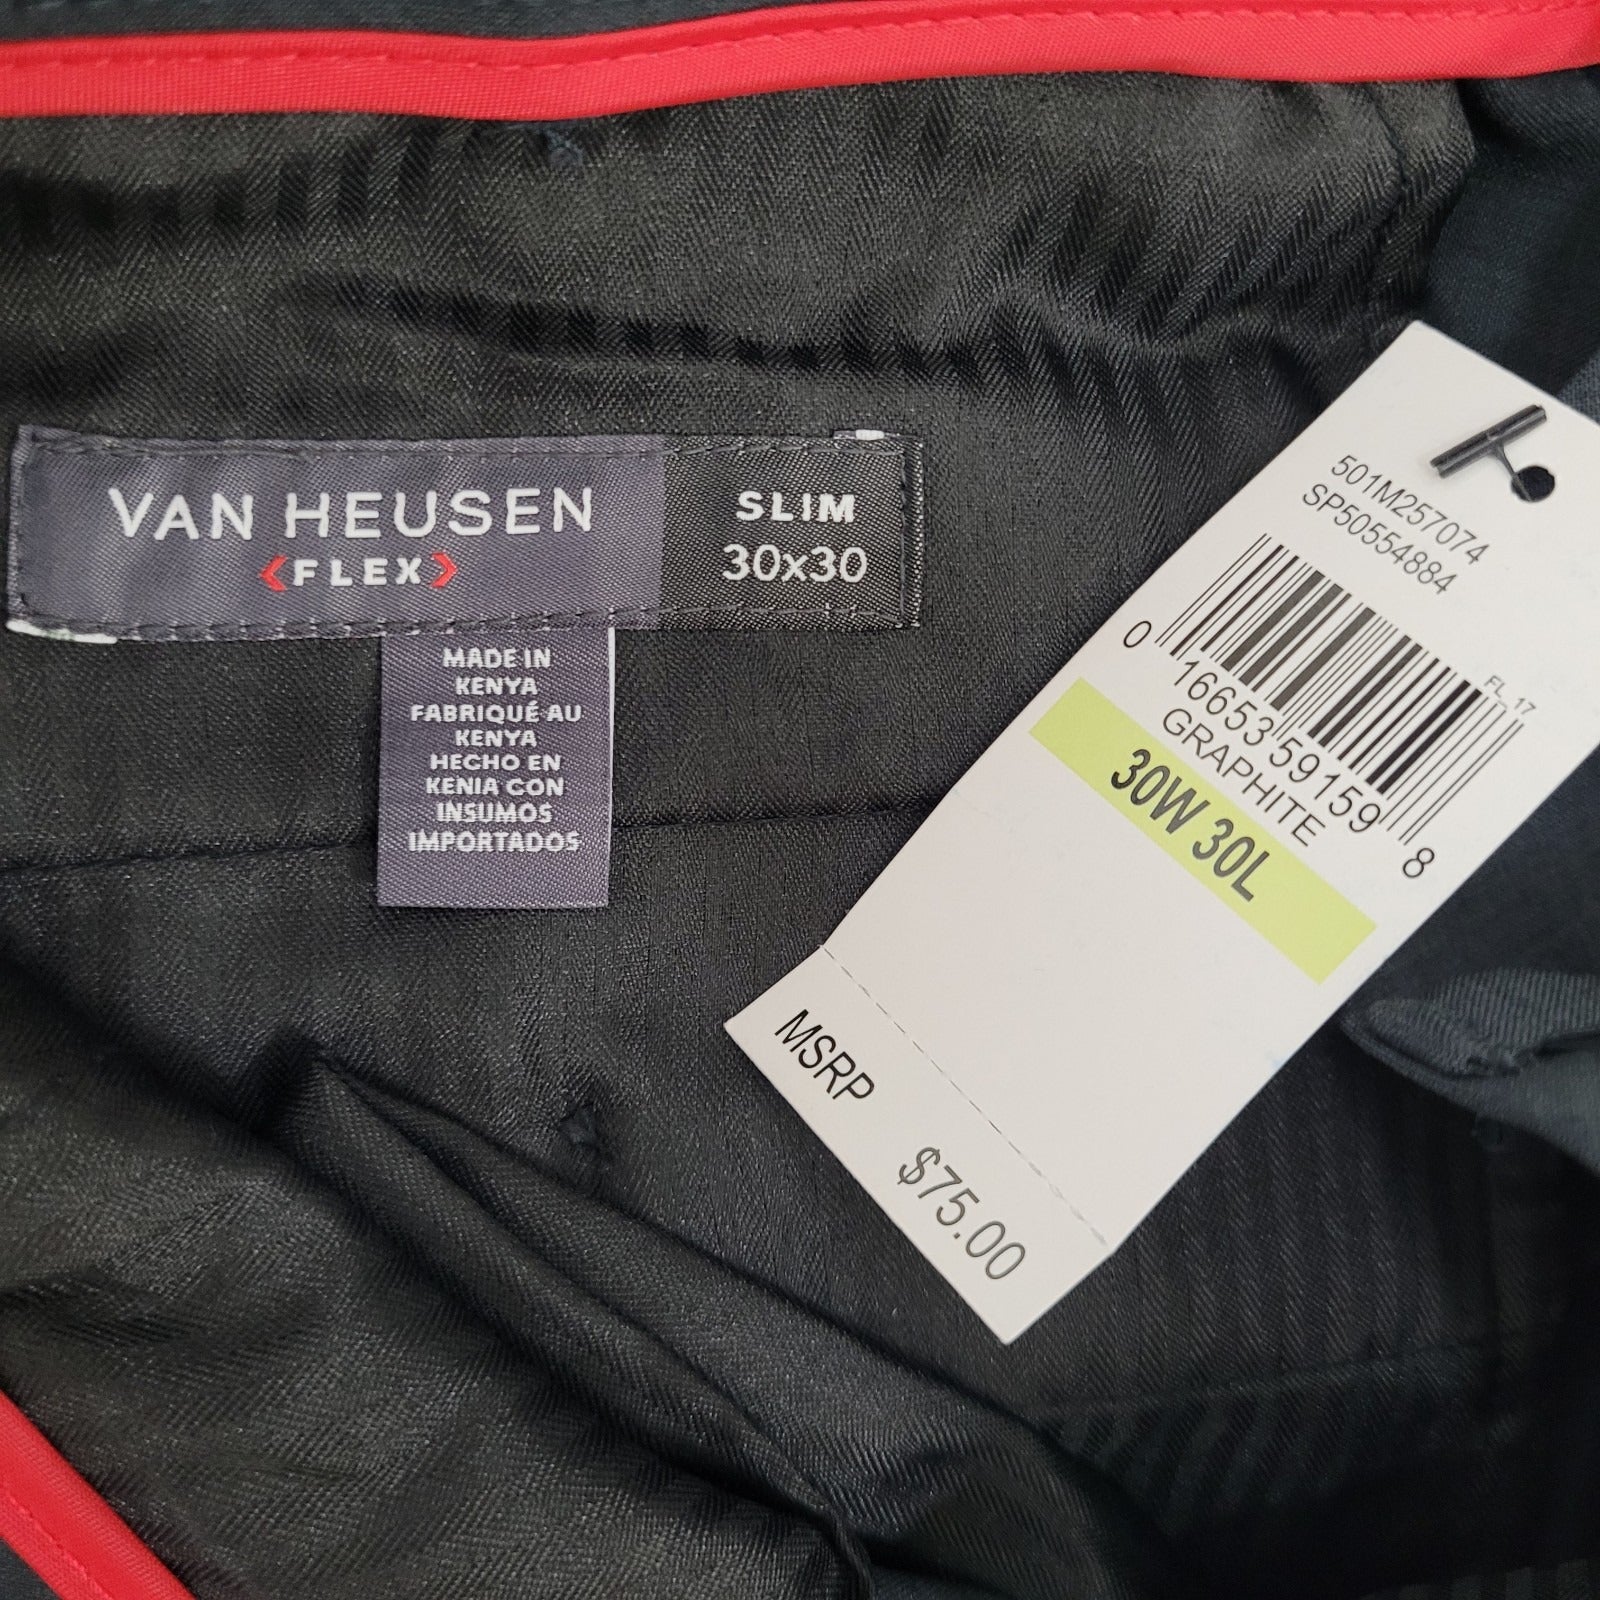 VAN HEUSEN
<FLEX>
SLIM
30x30
MADE IN
KENYA
FABRIQUÉ AU
KENYA
HECHO EN
KENIA CON
INSUMOS
IMPORTADOS
501M257074
SP50554884
0 16653 59159 8
FL 17
GRAPHITE
30W 30L
MSRP
$75.00